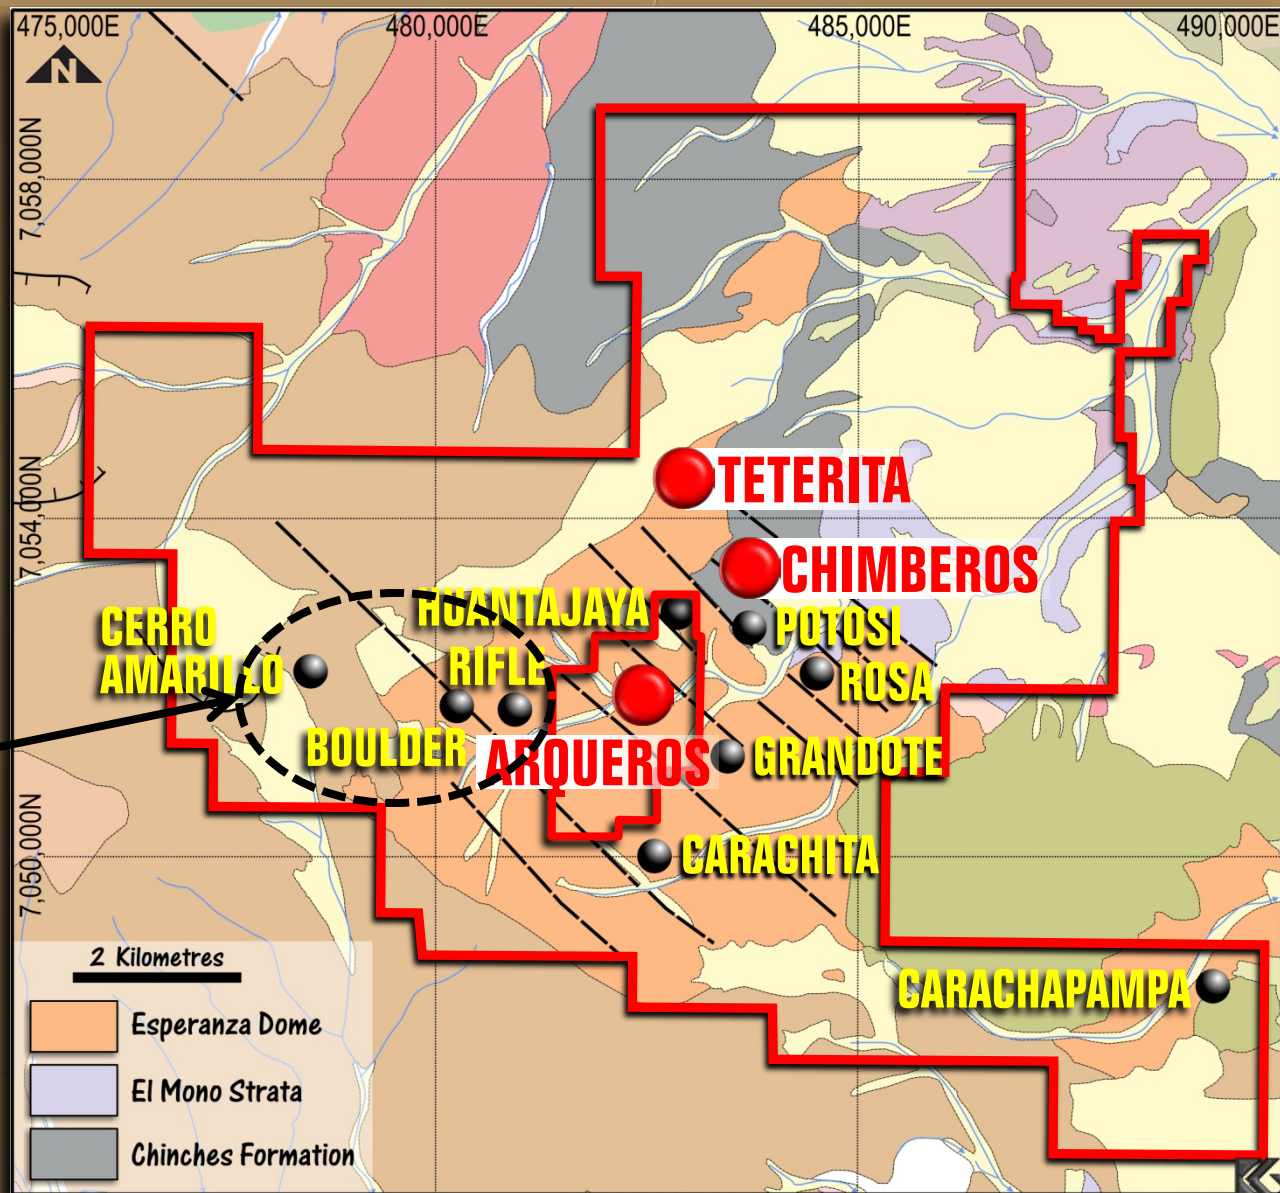 475,000E
480,000E
485,000E
490,000E
N
7,058,000N
7,054,000N
TETERITA
CHIMBEROS
HUANTAJAYA
CERRO
AMARILLO
POTOSI
RIFLE
ROSA
BOULDER
ARQUEROS
GRANDOTE
CARACHITA
7,050,000N
CARACHAPAMPA
2 Kilometres
Esperanza Dome
El Mono Strata
Chinches Formation